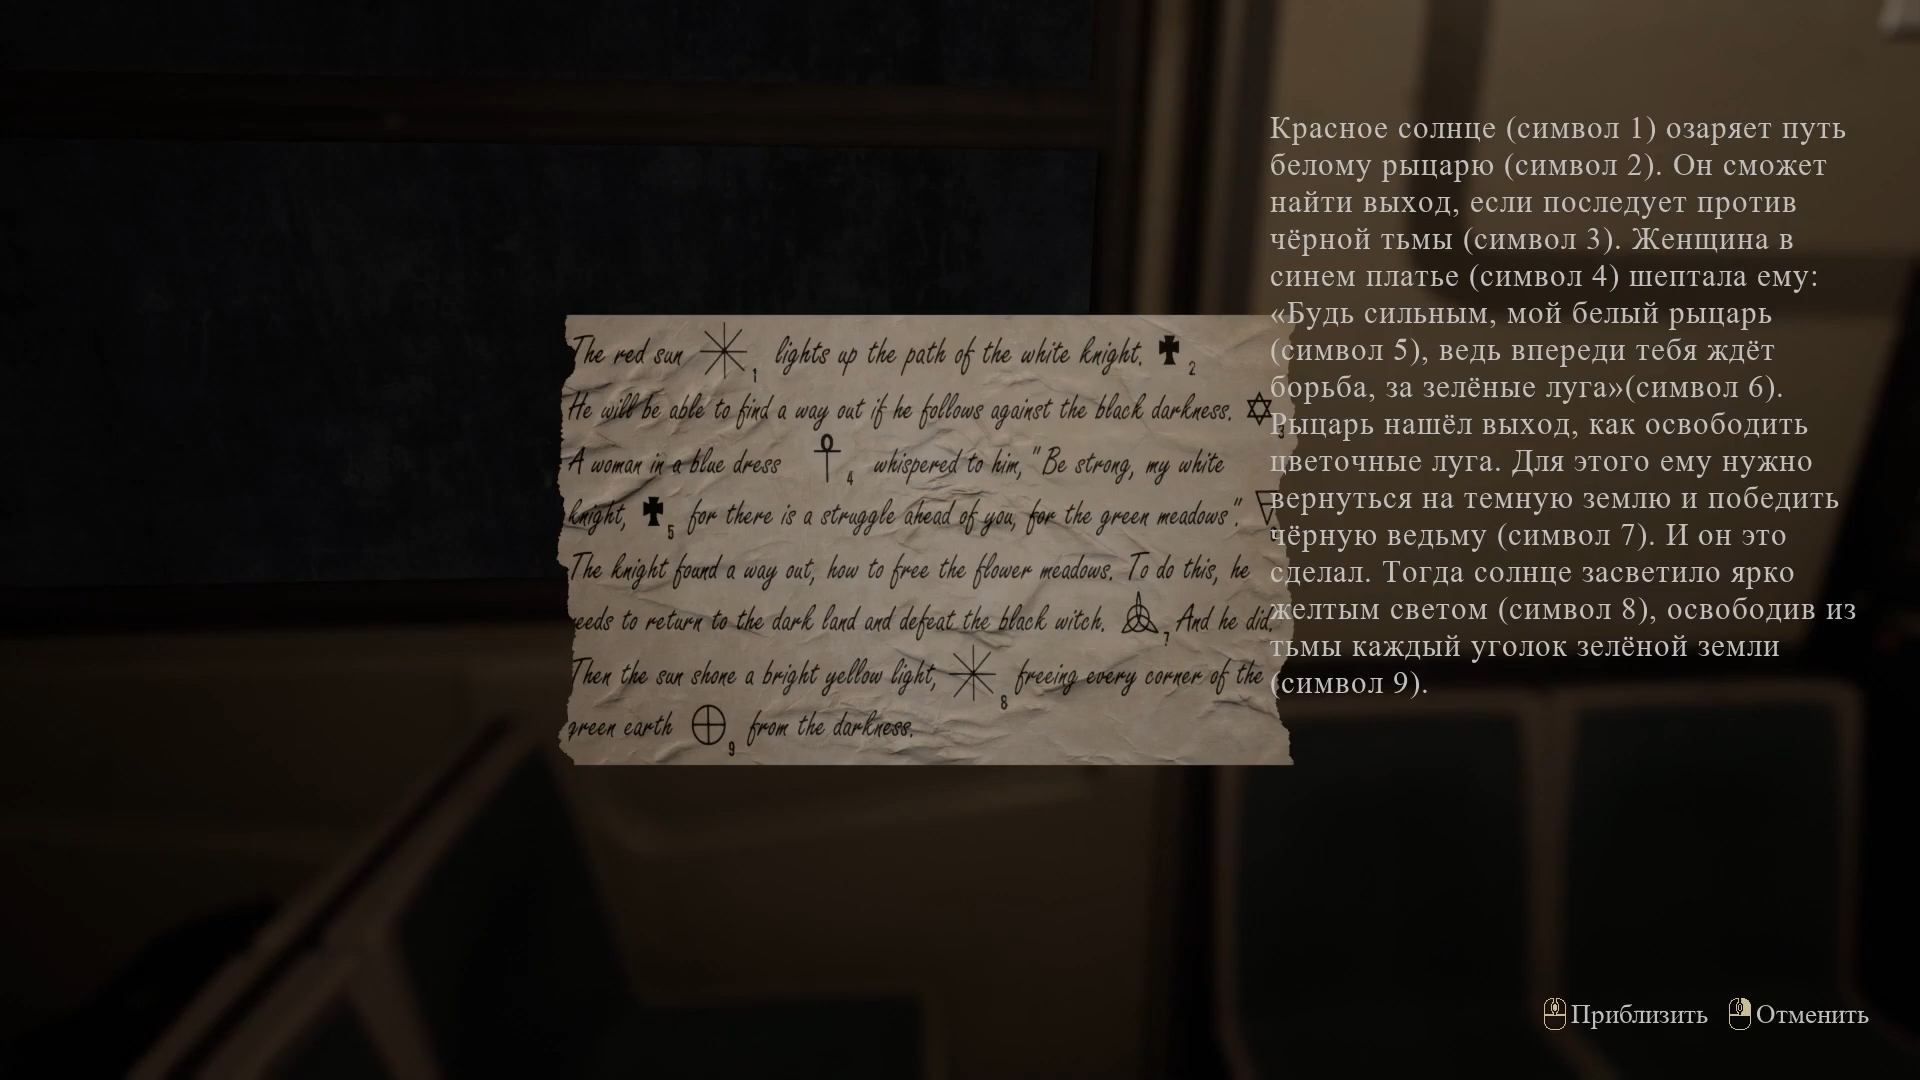 The red sun 1 lights up the path of the white knight. 2
He will be able to find a way out if he follows against the black darkness. 3
A woman in a blue dress 4 whispered to him, "Be strong, my white
knight, 5 for there is a struggle ahead of you, for the green meadows".
The knight found a way out, how to free the flower meadows. To do this, he
needs to return to the dark land and defeat the black witch. 7 And he did.
Then the sun shone a bright yellow light, 8 freeing every corner of the
green earth 9 from the darkness.
Красное солнце (символ 1) озаряет путь
белому рыцарю (символ 2). Он сможет
найти выход, если последует против
чёрной тьмы (символ 3). Женщина в
синем платье (символ 4) шептала ему:
«Будь сильным, мой белый рыцарь
(символ 5), ведь впереди тебя ждёт
борьба, за зелёные луга»(символ 6).
Рыцарь нашёл выход, как освободить
цветочные луга. Для этого ему нужно
вернуться на темную землю и победить
чёрную ведьму (символ 7). И он это
сделал. Тогда солнце засветило ярко
желтым светом (символ 8), освободив из
тьмы каждый уголок зелёной земли
(символ 9).
Приблизить Отменить